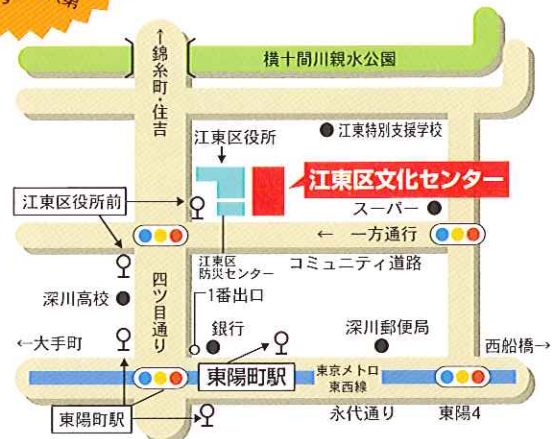 ←錦糸町・住吉
横十間川親水公園
江東区役所
江東特別支援学校
江東区文化センター
江東区役所前
スーパー
← 一方通行
江東区
防災センター
コミュニティ道路
四ツ目通り
深川高校
1番出口
銀行
深川郵便局
←大手町
西船橋→
東陽町駅
東京メトロ
東西線
東陽町駅
永代通り
東陽4